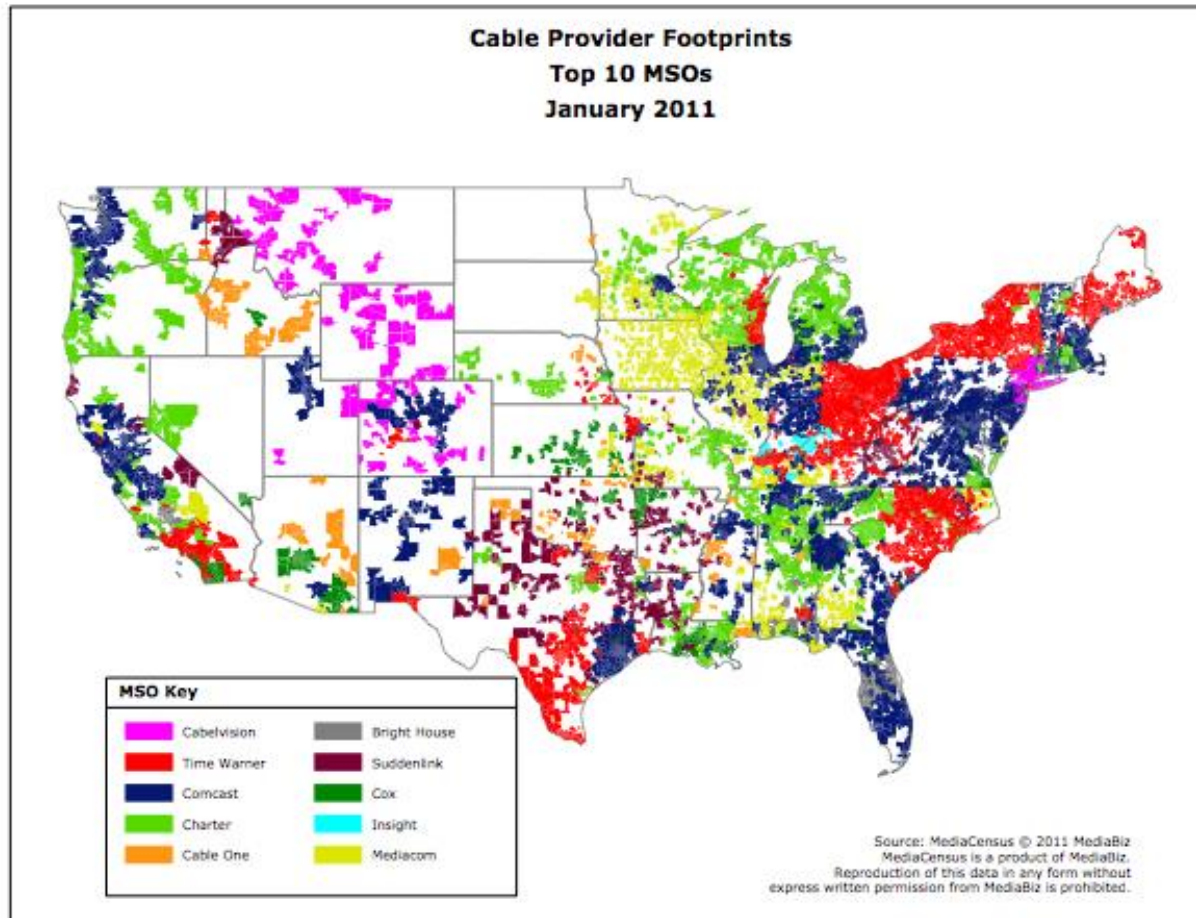 Cable Provider Footprints
Top 10 MSOs
January 2011
MSO Key
Cabelvision
Time Warner
Comcast
Charter
Cable One
Bright House
Suddenlink
Cox
Insight
Mediacom
Source: MediaCensus © 2011 MediaBiz
MediaCensus is a product of MediaBiz.
Reproduction of this data in any form without
express written permission from MediaBiz is prohibited.